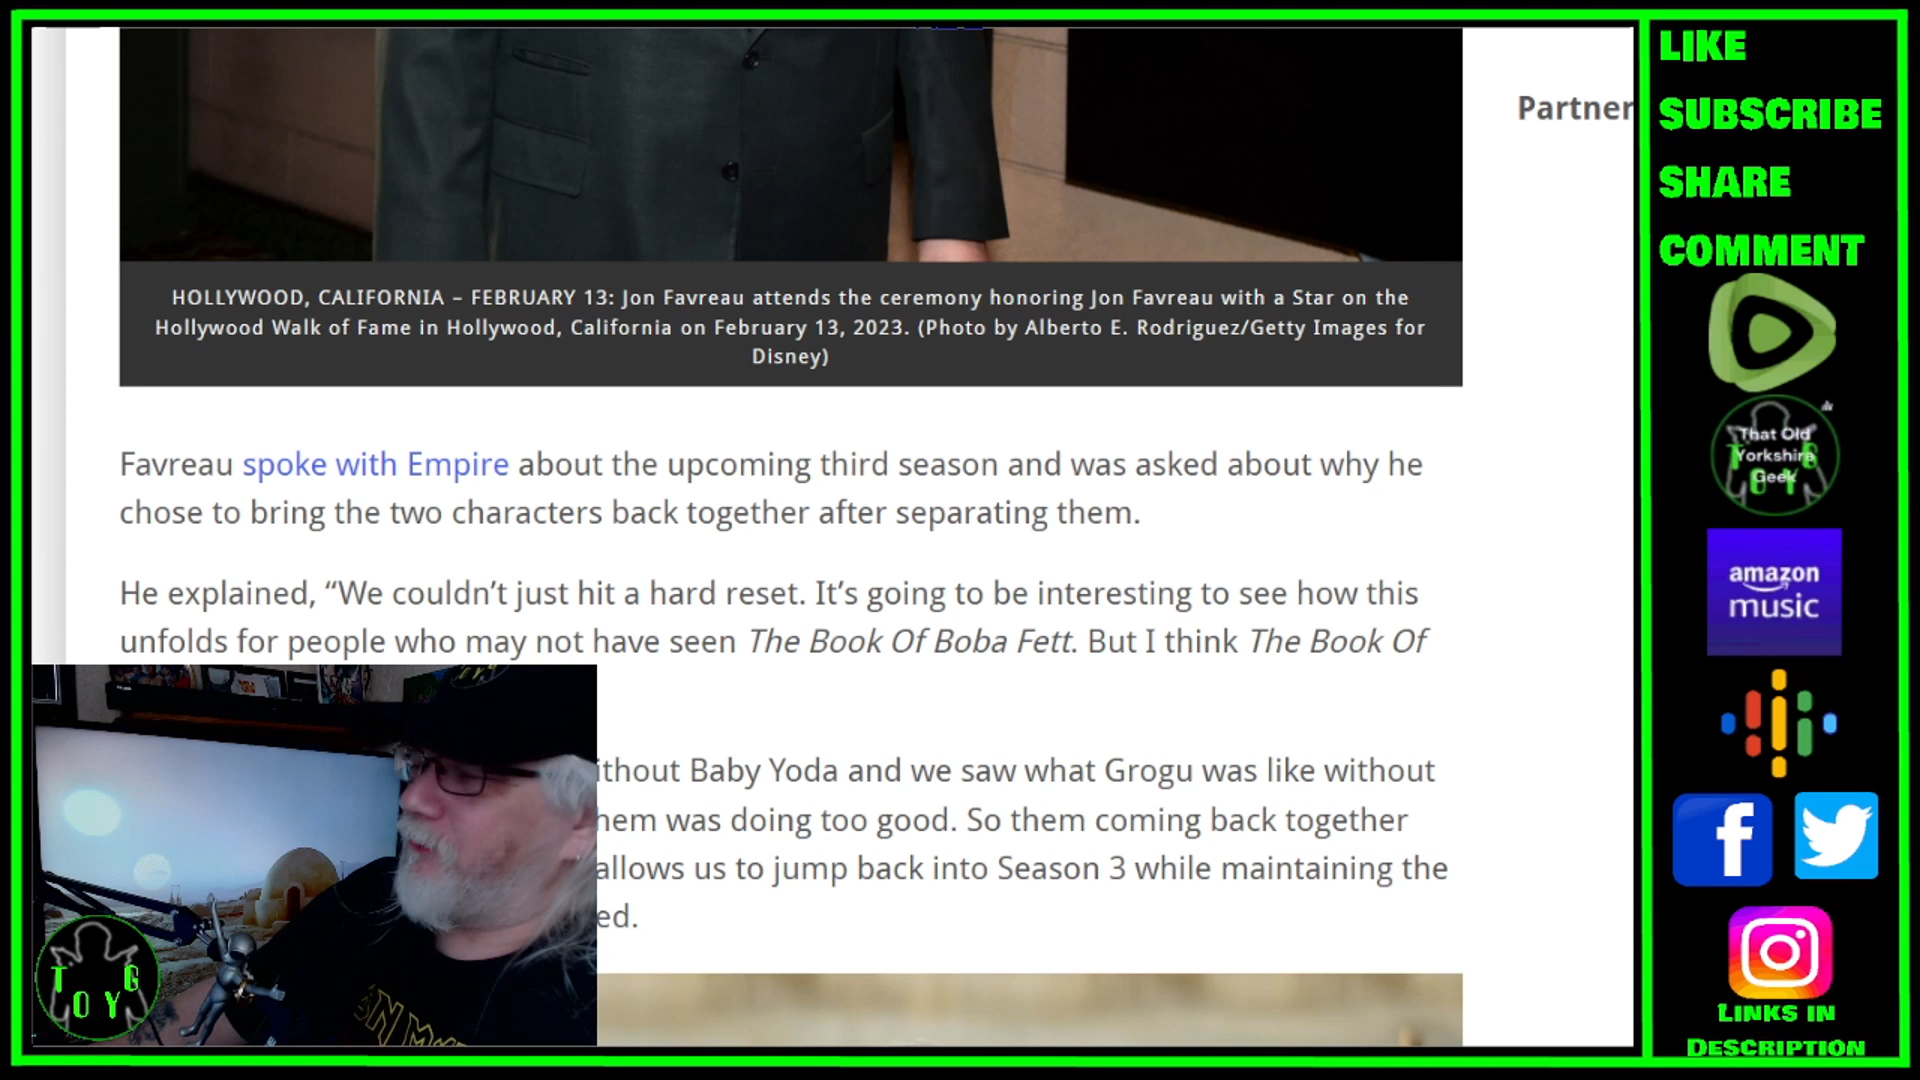 Partner
HOLLYWOOD, CALIFORNIA – FEBRUARY 13: Jon Favreau attends the ceremony honoring Jon Favreau with a Star on the
Hollywood Walk of Fame in Hollywood, California on February 13, 2023. (Photo by Alberto E. Rodriguez/Getty Images for
Disney)
Favreau spoke with Empire about the upcoming third season and was asked about why he
chose to bring the two characters back together after separating them.
He explained, “We couldn’t just hit a hard reset. It’s going to be interesting to see how this
unfolds for people who may not have seen The Book Of Boba Fett. But I think The Book Of
ithout Baby Yoda and we saw what Grogu was like without
hem was doing too good. So them coming back together
allows us to jump back into Season 3 while maintaining the
ed.
T G
O Y
LIKE
SUBSCRIBE
SHARE
COMMENT
That Old
Yorkshire
Geek
amazon
music
LINKS IN
DESCRIPTION